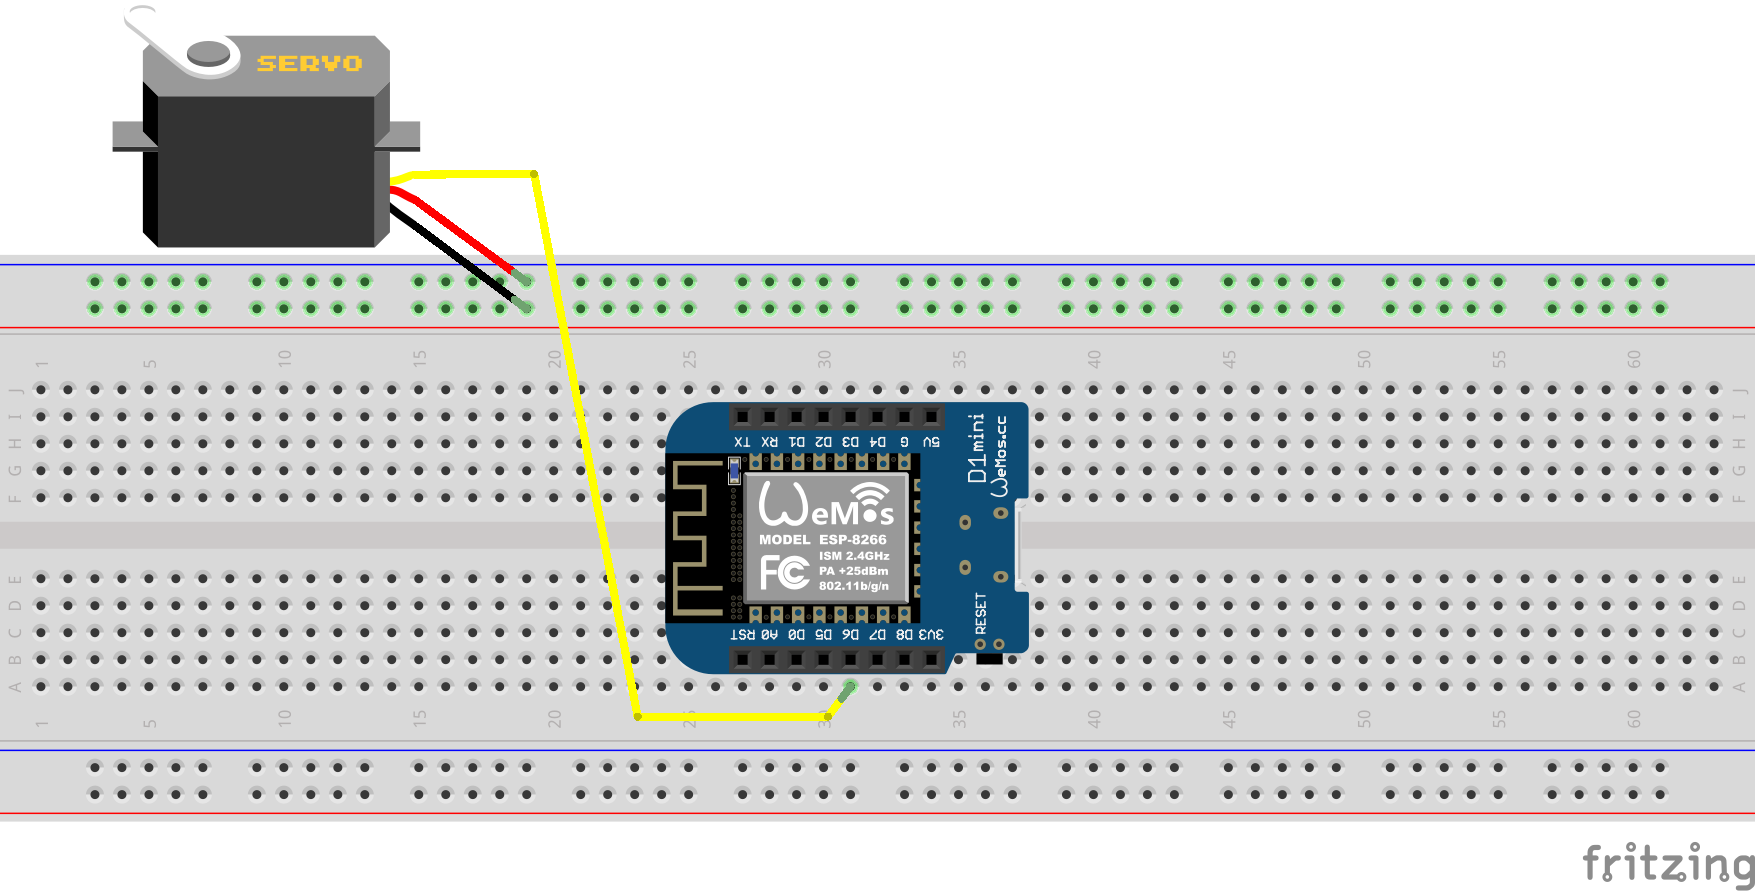 SERVO
1 5 10 15 20 25 30 35 40 45 50 55 60
J J
I I
H H
G G
F F
TX RX D1 D2 D3 D4 G 5V
D1mini
WeMos.cc
WeMos
MODEL ESP-8266
ISM 2.4GHz
PA +25dBm
802.11b/g/n
FC
RST A0 D0 D5 D6 D7 D8 3V3
RESET
E E
D D
C C
B B
A A
1 5 10 15 20 25 30 35 40 45 50 55 60
fritzing